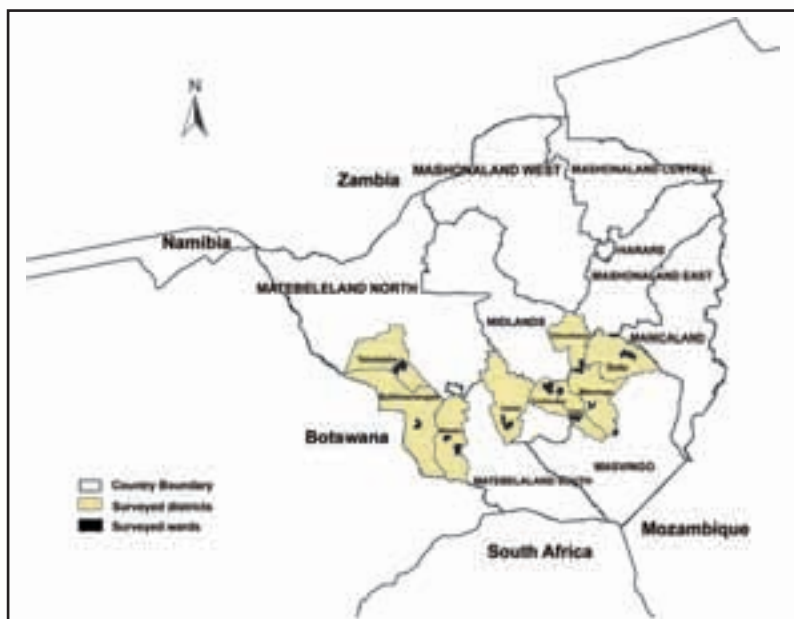 N
MASHONALAND WEST
MASHONALAND CENTRAL
Zambia
Namibia
HARARE
MASHONALAND EAST
MATEBELELAND NORTH
MIDLANDS
MANICALAND
Botswana
MASVINGO
MATEBELALAND SOUTH
Mozambique
South Africa
Country Boundary
Surveyed districts
Surveyed wards